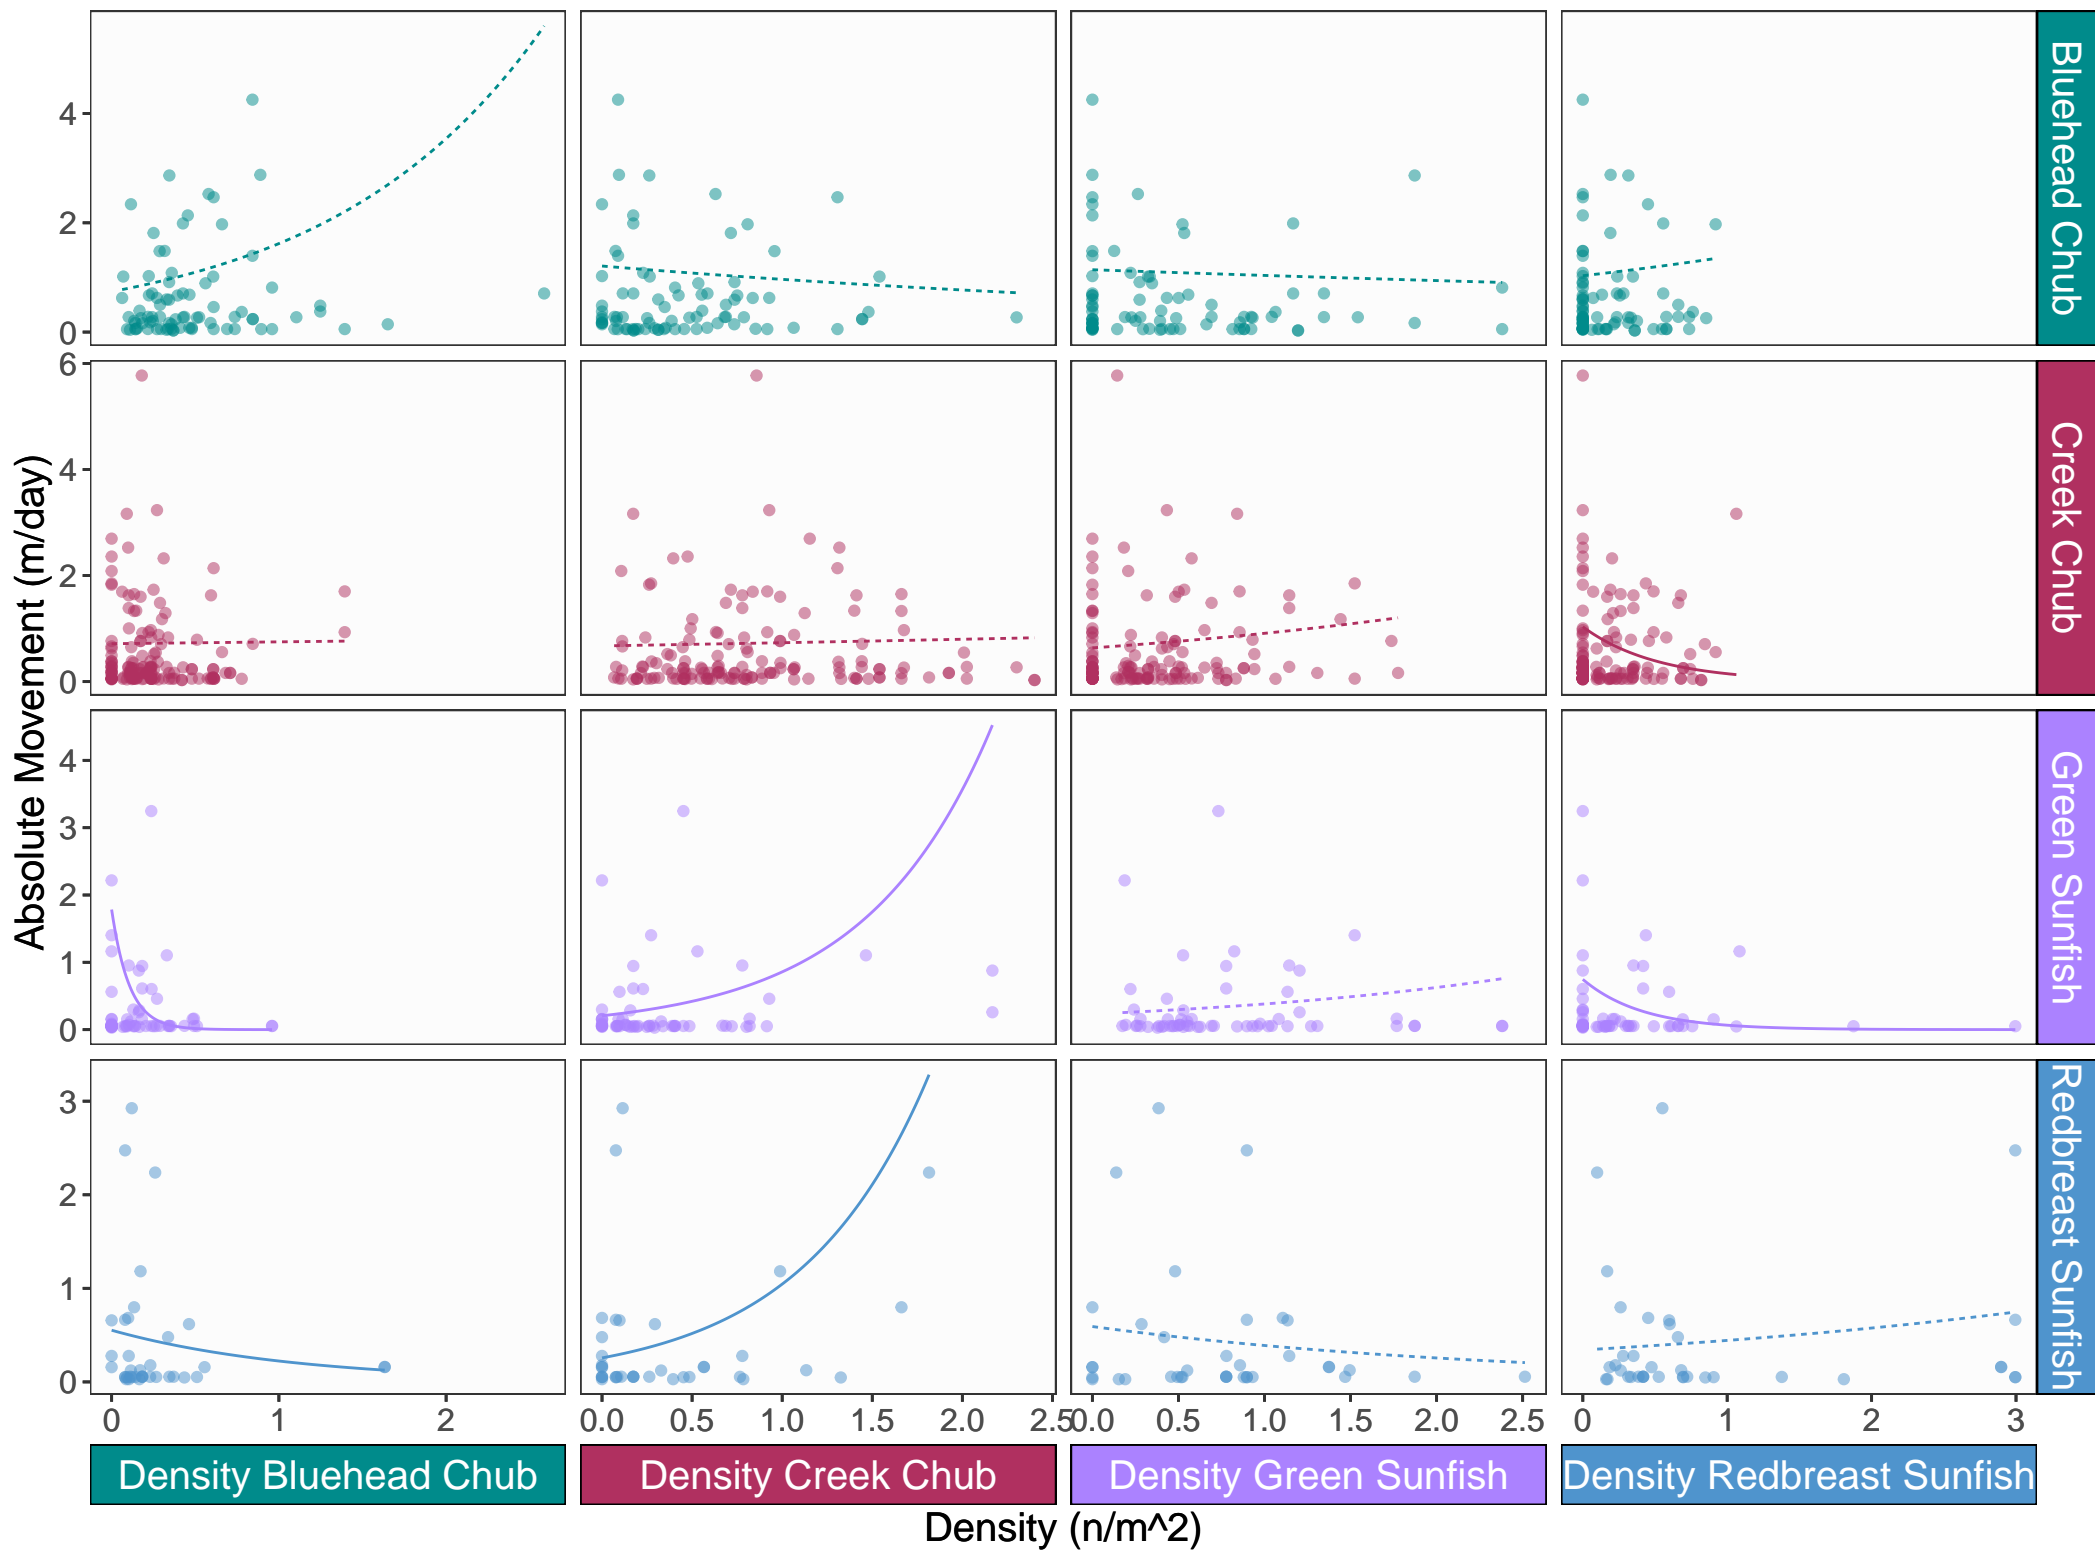 Absolute Movement (m/day)
4
2
0
Bluehead Chub
6
4
2
0
Creek Chub
4
3
2
1
0
Green Sunfish
3
2
1
0
Redbreast Sunfish
0 1 2
0.0 0.5 1.0 1.5 2.0 2.5
0.0 0.5 1.0 1.5 2.0 2.5
0 1 2 3
Density Bluehead Chub
Density Creek Chub
Density Green Sunfish
Density Redbreast Sunfish
Density (n/m^2)